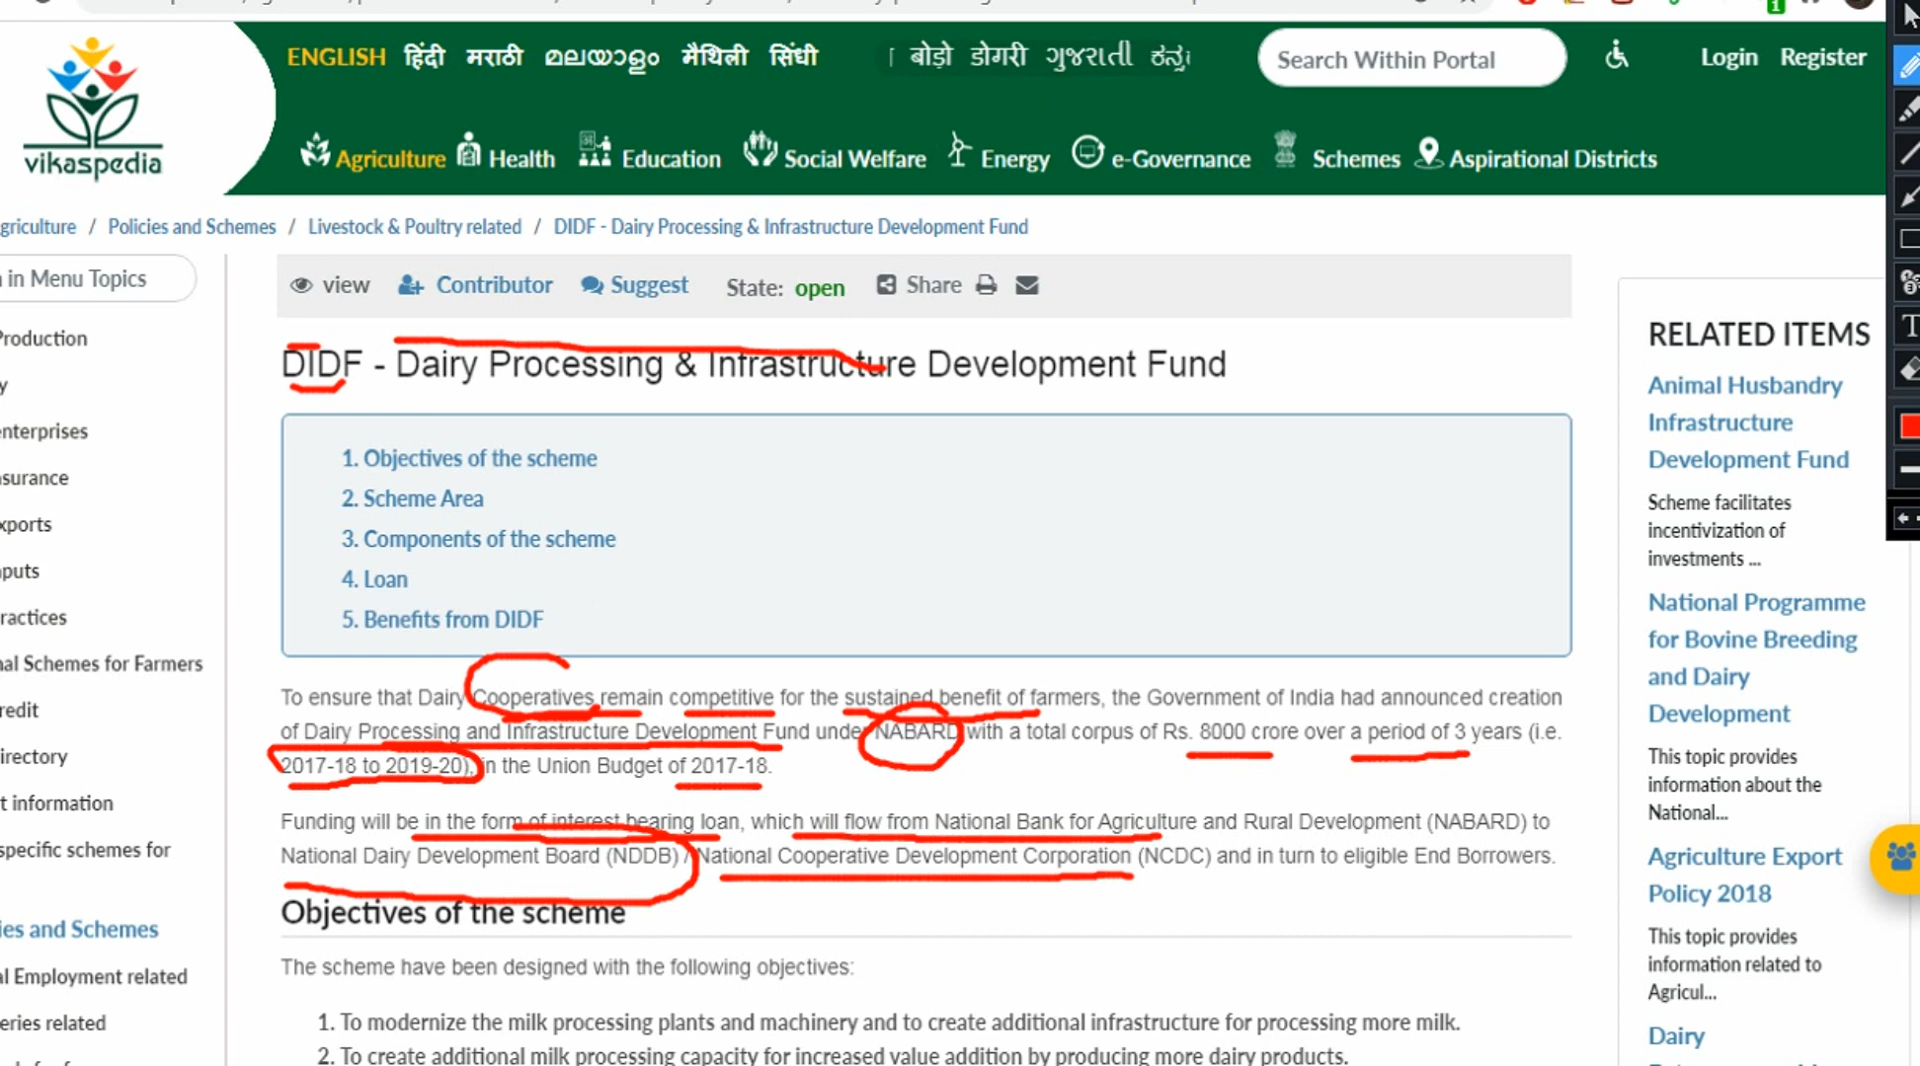 ENGLISH हिंदी मराठी മലയാളം मैथिली सिंधी बोड़ो डोगरी ગુજરાતી
Search Within Portal
Login Register
vikaspedia
Agriculture Health Education Social Welfare Energy e-Governance Schemes Aspirational Districts
griculture / Policies and Schemes / Livestock & Poultry related / DIDF - Dairy Processing & Infrastructure Development Fund
in Menu Topics
view Contributor Suggest State: open Share
DIDF - Dairy Processing & Infrastructure Development Fund
1. Objectives of the scheme
2. Scheme Area
3. Components of the scheme
4. Loan
5. Benefits from DIDF
To ensure that Dairy Cooperatives remain competitive for the sustained benefit of farmers, the Government of India had announced creation
of Dairy Processing and Infrastructure Development Fund under NABARD with a total corpus of Rs. 8000 crore over a period of 3 years (i.e.
2017-18 to 2019-20), in the Union Budget of 2017-18.
Funding will be in the form of interest bearing loan, which will flow from National Bank for Agriculture and Rural Development (NABARD) to
National Dairy Development Board (NDDB) / National Cooperative Development Corporation (NCDC) and in turn to eligible End Borrowers.
Objectives of the scheme
The scheme have been designed with the following objectives:
1. To modernize the milk processing plants and machinery and to create additional infrastructure for processing more milk.
2. To create additional milk processing capacity for increased value addition by producing more dairy products.
Production
y
enterprises
nsurance
xports
nputs
ractices
nal Schemes for Farmers
redit
irectory
t information
specific schemes for
ies and Schemes
al Employment related
eries related
RELATED ITEMS
Animal Husbandry
Infrastructure
Development Fund
Scheme facilitates
incentivization of
investments ...
National Programme
for Bovine Breeding
and Dairy
Development
This topic provides
information about the
National...
Agriculture Export
Policy 2018
This topic provides
information related to
Agricul...
Dairy